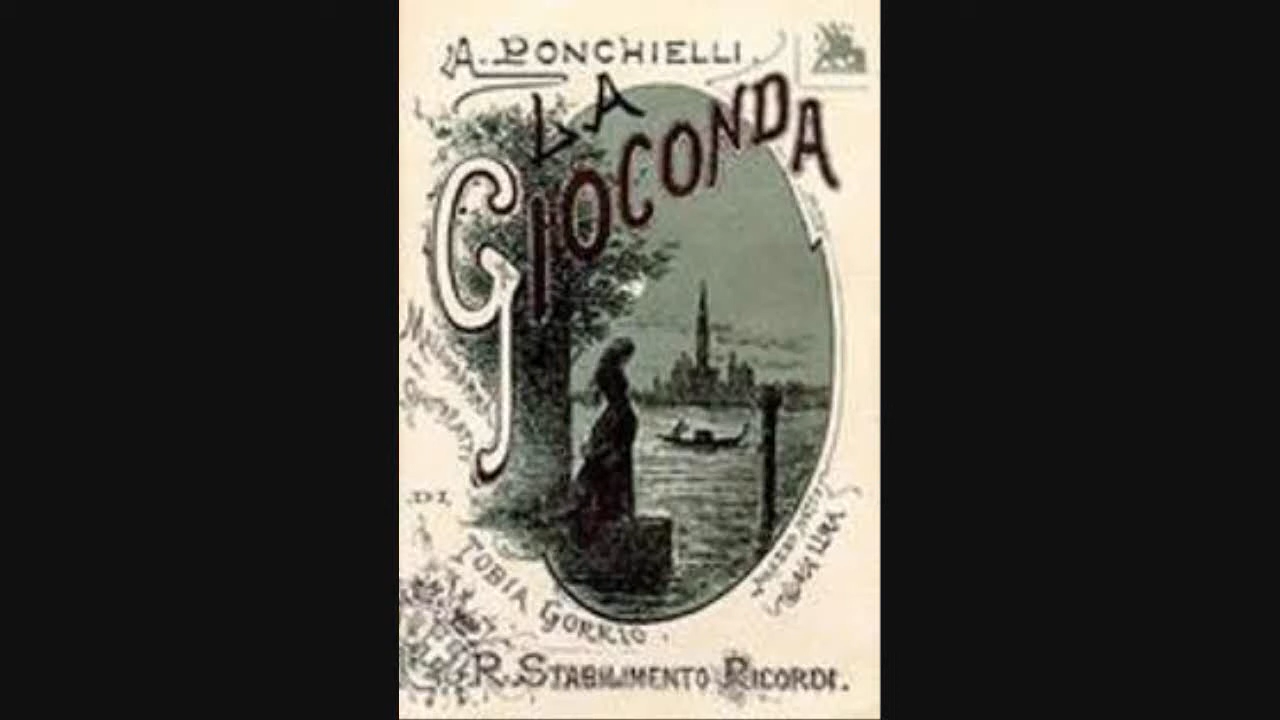 A. PONCHIELLI.
LA
GIOCONDA
DI
TOBIA GORRIO.
R. STABILIMENTO RICORDI.